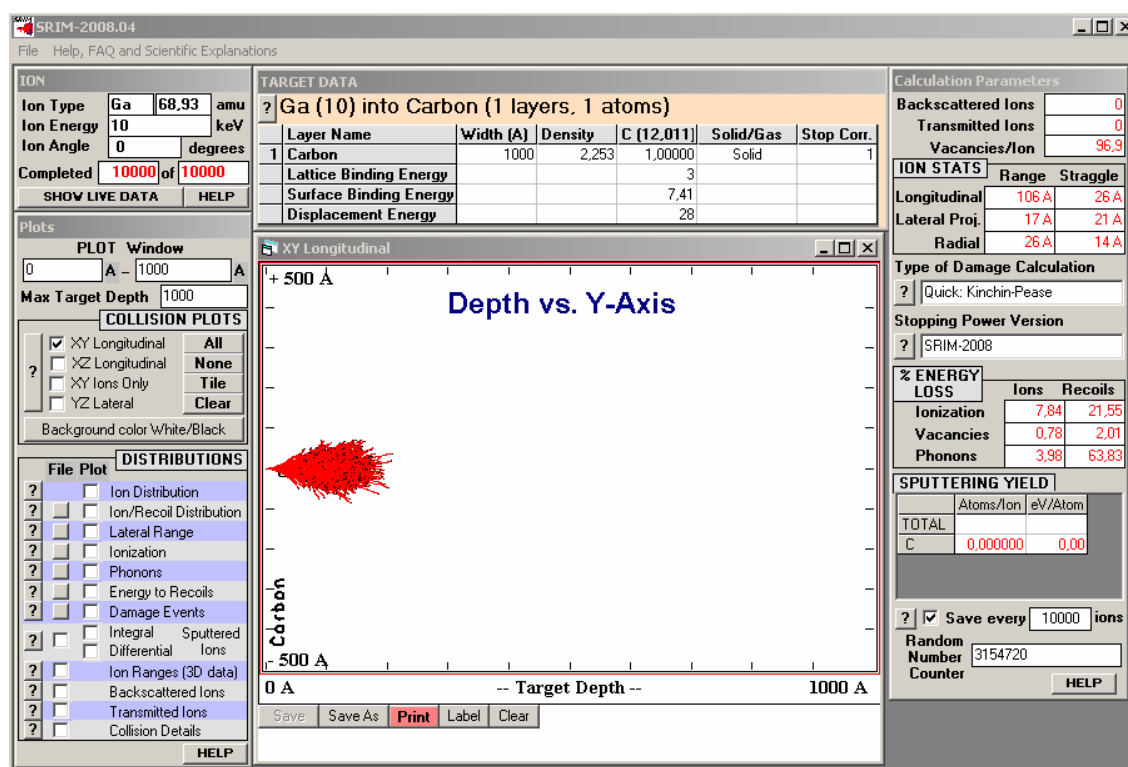 SRIM-2008.04
File Help, FAQ and Scientific Explanations
ION
Ion Type Ga 68,93 amu
Ion Energy 10 keV
Ion Angle 0 degrees
Completed 10000 of 10000
SHOW LIVE DATA HELP
Plots
PLOT Window
0 A - 1000 A
Max Target Depth 1000
COLLISION PLOTS
? XY Longitudinal All
XZ Longitudinal None
XY Ions Only Tile
YZ Lateral Clear
Background color White/Black
DISTRIBUTIONS
File Plot
? Ion Distribution
? Ion/Recoil Distribution
? Lateral Range
? Ionization
? Phonons
? Energy to Recoils
? Damage Events
? Integral Sputtered
Differential Ions
? Ion Ranges (3D data)
? Backscattered Ions
? Transmitted Ions
? Collision Details
HELP
TARGET DATA
? Ga (10) into Carbon (1 layers, 1 atoms)
Layer Name Width (A) Density C (12,011) Solid/Gas Stop Corr.
1 Carbon 1000 2,253 1,00000 Solid 1
Lattice Binding Energy 3
Surface Binding Energy 7,41
Displacement Energy 28
XY Longitudinal
+ 500 A
Depth vs. Y-Axis
Carbon
- 500 A
0 A -- Target Depth -- 1000 A
Save Save As Print Label Clear
Calculation Parameters
Backscattered Ions 0
Transmitted Ions 0
Vacancies/Ion 96,9
ION STATS Range Straggle
Longitudinal 106 A 26 A
Lateral Proj. 17 A 21 A
Radial 26 A 14 A
Type of Damage Calculation
? Quick: Kinchin-Pease
Stopping Power Version
? SRIM-2008
% ENERGY LOSS Ions Recoils
Ionization 7,84 21,55
Vacancies 0,78 2,01
Phonons 3,98 63,83
SPUTTERING YIELD
Atoms/Ion eV/Atom
TOTAL
C 0,000000 0,00
? Save every 10000 ions
Random Number Counter 3154720
HELP